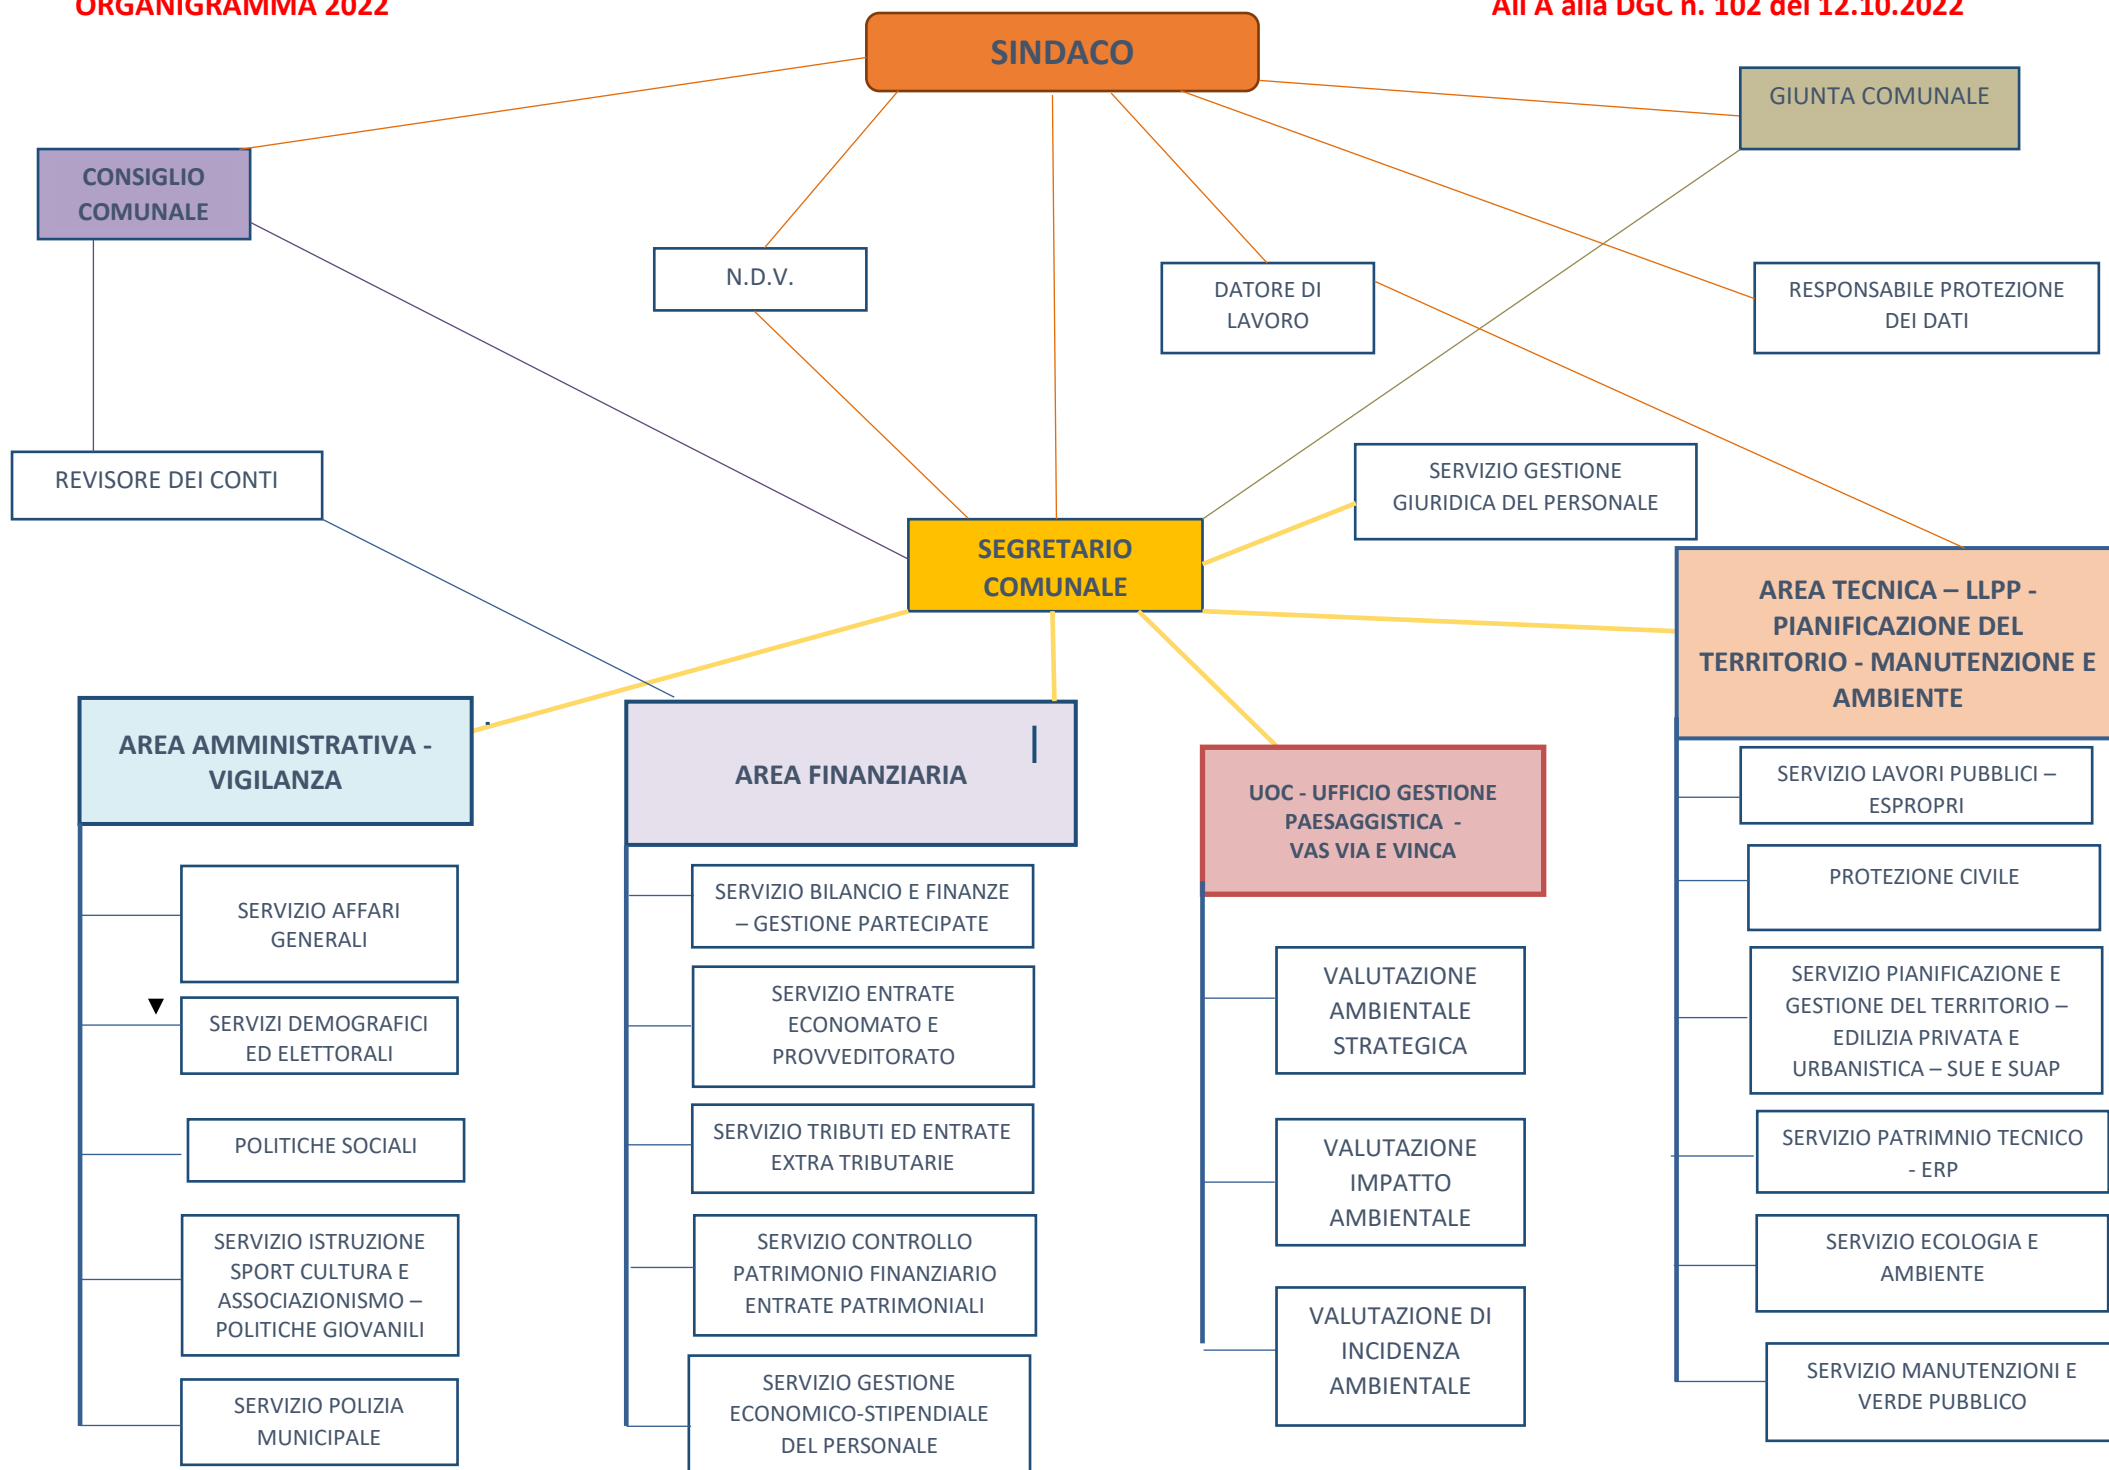 ORGANIGRAMMA 2022
All A alla DGC n. 102 del 12.10.2022
SINDACO
GIUNTA COMUNALE
CONSIGLIO
COMUNALE
N.D.V.
DATORE DI
LAVORO
RESPONSABILE PROTEZIONE
DEI DATI
REVISORE DEI CONTI
SERVIZIO GESTIONE
GIURIDICA DEL PERSONALE
SEGRETARIO
COMUNALE
AREA AMMINISTRATIVA -
VIGILANZA
SERVIZIO AFFARI
GENERALI
SERVIZI DEMOGRAFICI
ED ELETTORALI
POLITICHE SOCIALI
SERVIZIO ISTRUZIONE
SPORT CULTURA E
ASSOCIAZIONISMO –
POLITICHE GIOVANILI
SERVIZIO POLIZIA
MUNICIPALE
AREA FINANZIARIA
SERVIZIO BILANCIO E FINANZE
– GESTIONE PARTECIPATE
SERVIZIO ENTRATE
ECONOMATO E
PROVVEDITORATO
SERVIZIO TRIBUTI ED ENTRATE
EXTRA TRIBUTARIE
SERVIZIO CONTROLLO
PATRIMONIO FINANZIARIO
ENTRATE PATRIMONIALI
SERVIZIO GESTIONE
ECONOMICO-STIPENDIALE
DEL PERSONALE
UOC - UFFICIO GESTIONE
PAESAGGISTICA -
VAS VIA E VINCA
VALUTAZIONE
AMBIENTALE
STRATEGICA
VALUTAZIONE
IMPATTO
AMBIENTALE
VALUTAZIONE DI
INCIDENZA
AMBIENTALE
AREA TECNICA – LLPP -
PIANIFICAZIONE DEL
TERRITORIO - MANUTENZIONE E
AMBIENTE
SERVIZIO LAVORI PUBBLICI –
ESPROPRI
PROTEZIONE CIVILE
SERVIZIO PIANIFICAZIONE E
GESTIONE DEL TERRITORIO –
EDILIZIA PRIVATA E
URBANISTICA – SUE E SUAP
SERVIZIO PATRIMNIO TECNICO
- ERP
SERVIZIO ECOLOGIA E
AMBIENTE
SERVIZIO MANUTENZIONI E
VERDE PUBBLICO